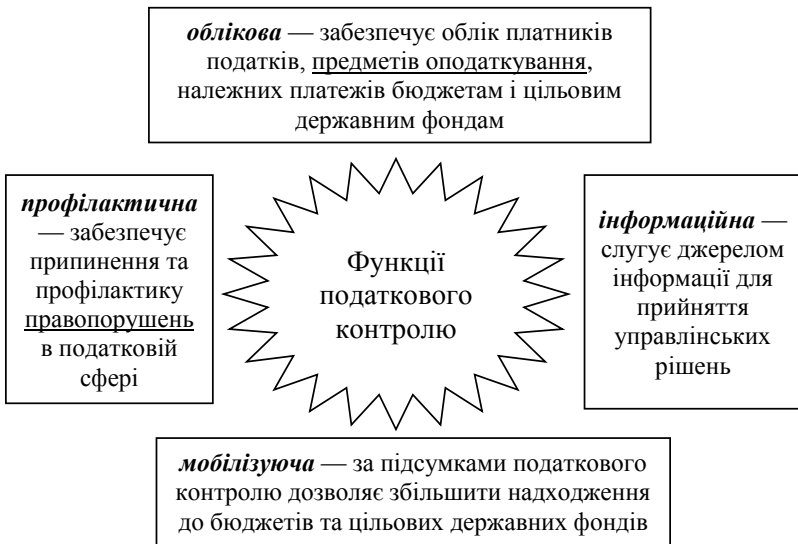 облікова — забезпечує облік платників
податків, предметів оподаткування,
належних платежів бюджетам і цільовим
державним фондам
профілактична
— забезпечує
припинення та
профілактику
правопорушень
в податковій
сфері
Функції
податкового
контролю
інформаційна —
слугує джерелом
інформації для
прийняття
управлінських
рішень
мобілізуюча — за підсумками податкового
контролю дозволяє збільшити надходження
до бюджетів та цільових державних фондів